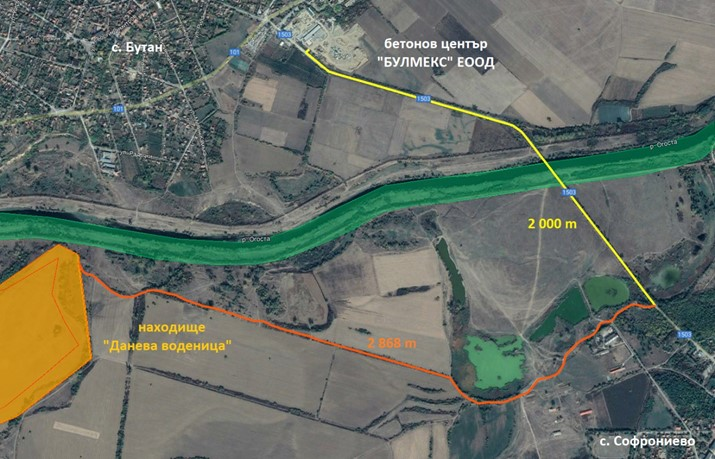 1503
с. Бутан
бетонов център
"БУЛМЕКС" ЕООД
101
1503
101
р. Огоста
1503
2 000 m
р. Огоста
находище
"Данева воденица"
2 868 m
1503
с. Софрониево